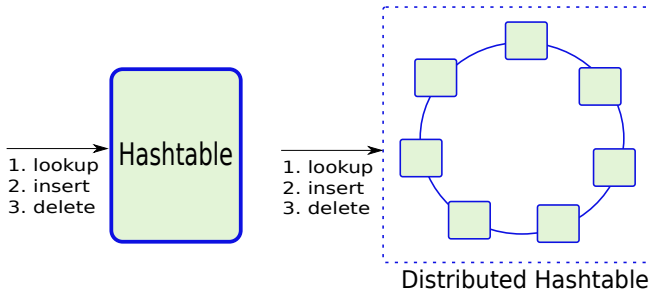 Hashtable
1. lookup
2. insert
3. delete
1. lookup
2. insert
3. delete
Distributed Hashtable